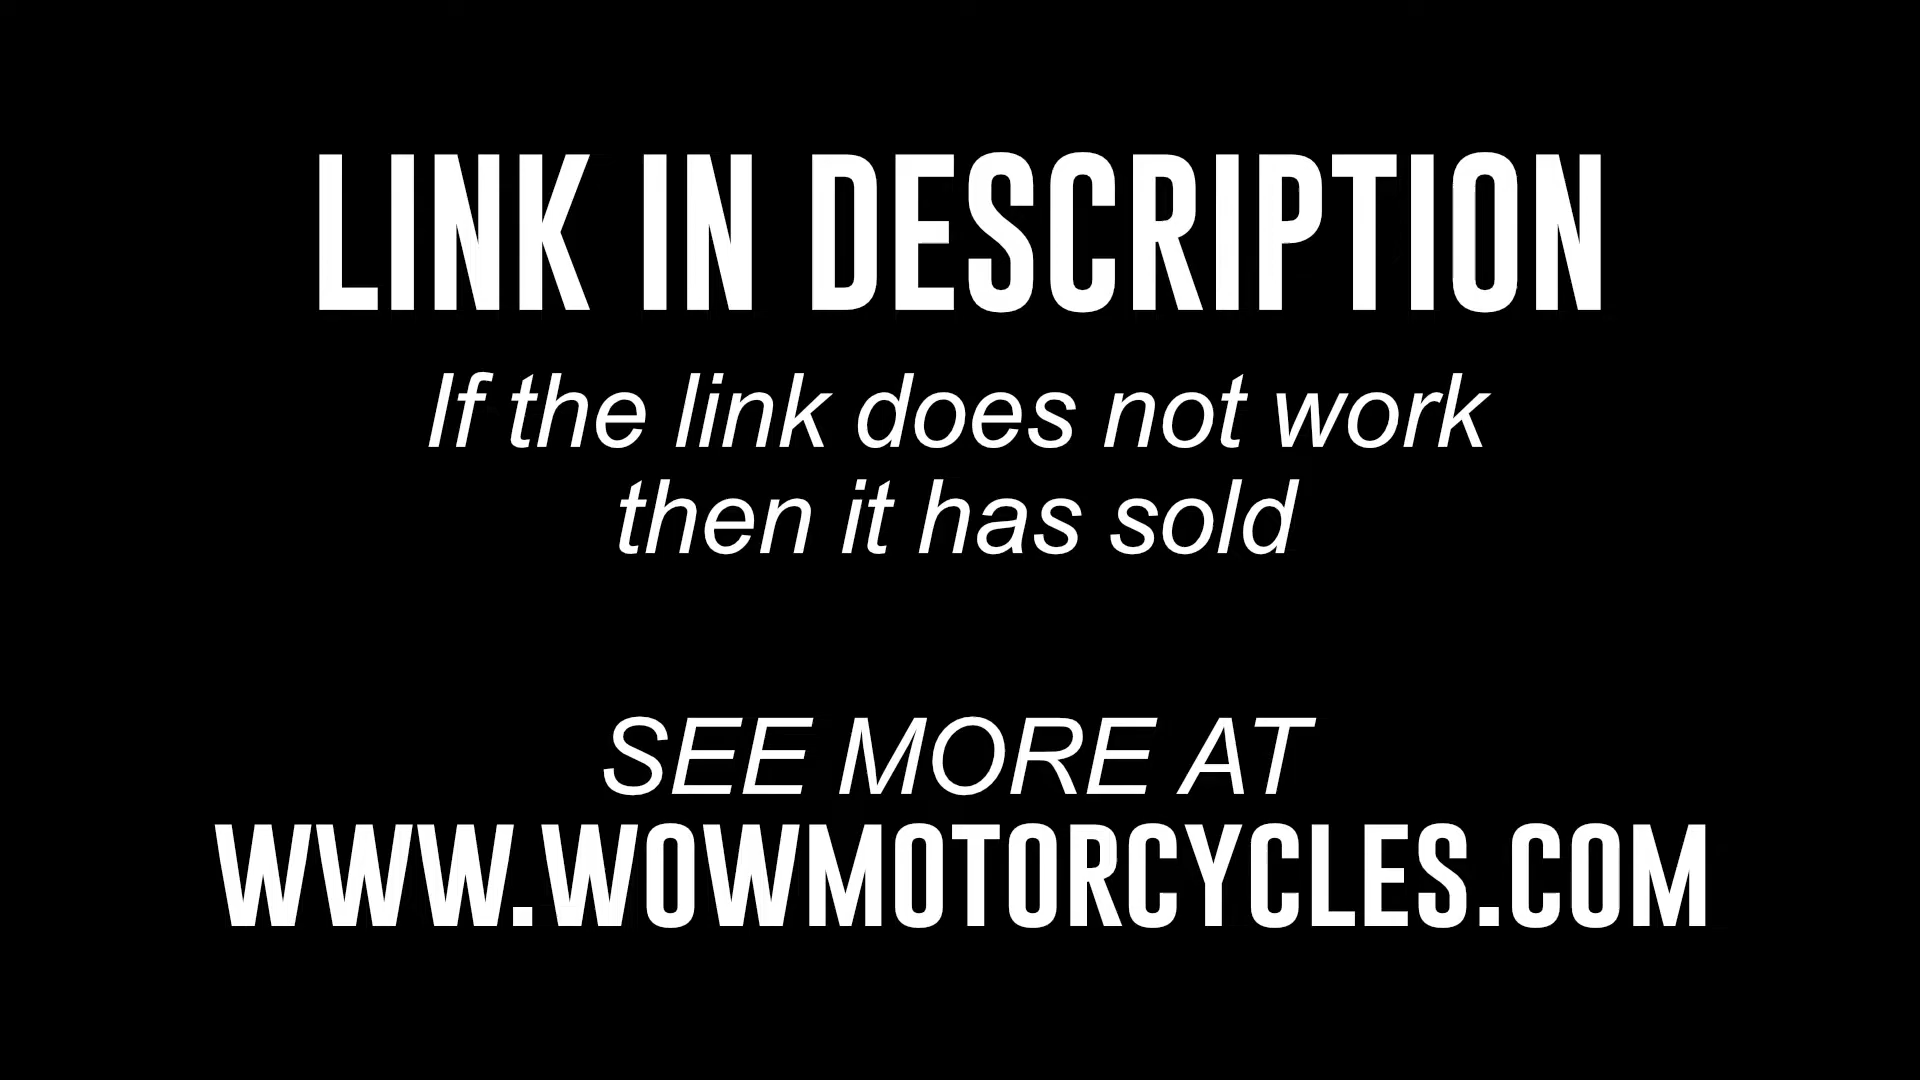 LINK IN DESCRIPTION
If the link does not work
then it has sold
SEE MORE AT
WWW.WOWMOTORCYCLES.COM